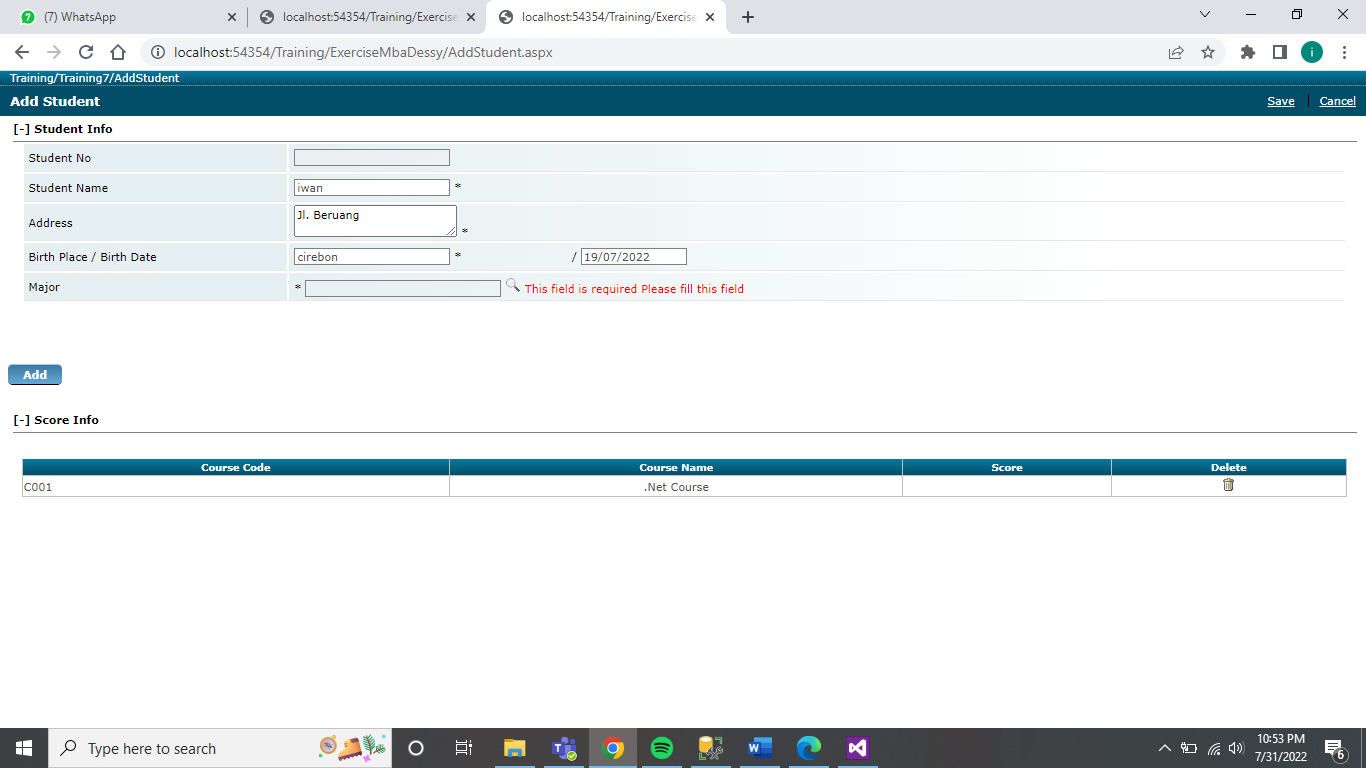 (7) WhatsApp
localhost:54354/Training/Exercise
localhost:54354/Training/Exercise
localhost:54354/Training/ExerciseMbaDessy/AddStudent.aspx
i
Training/Training7/AddStudent
Add Student
Save
Cancel
[-] Student Info
Student No
Student Name
iwan
*
Address
Jl. Beruang
*
Birth Place / Birth Date
cirebon
*
/
19/07/2022
Major
*
This field is required Please fill this field
Add
[-] Score Info
Course Code Course Name Score Delete
C001 .Net Course
Type here to search
10:53 PM
7/31/2022
6